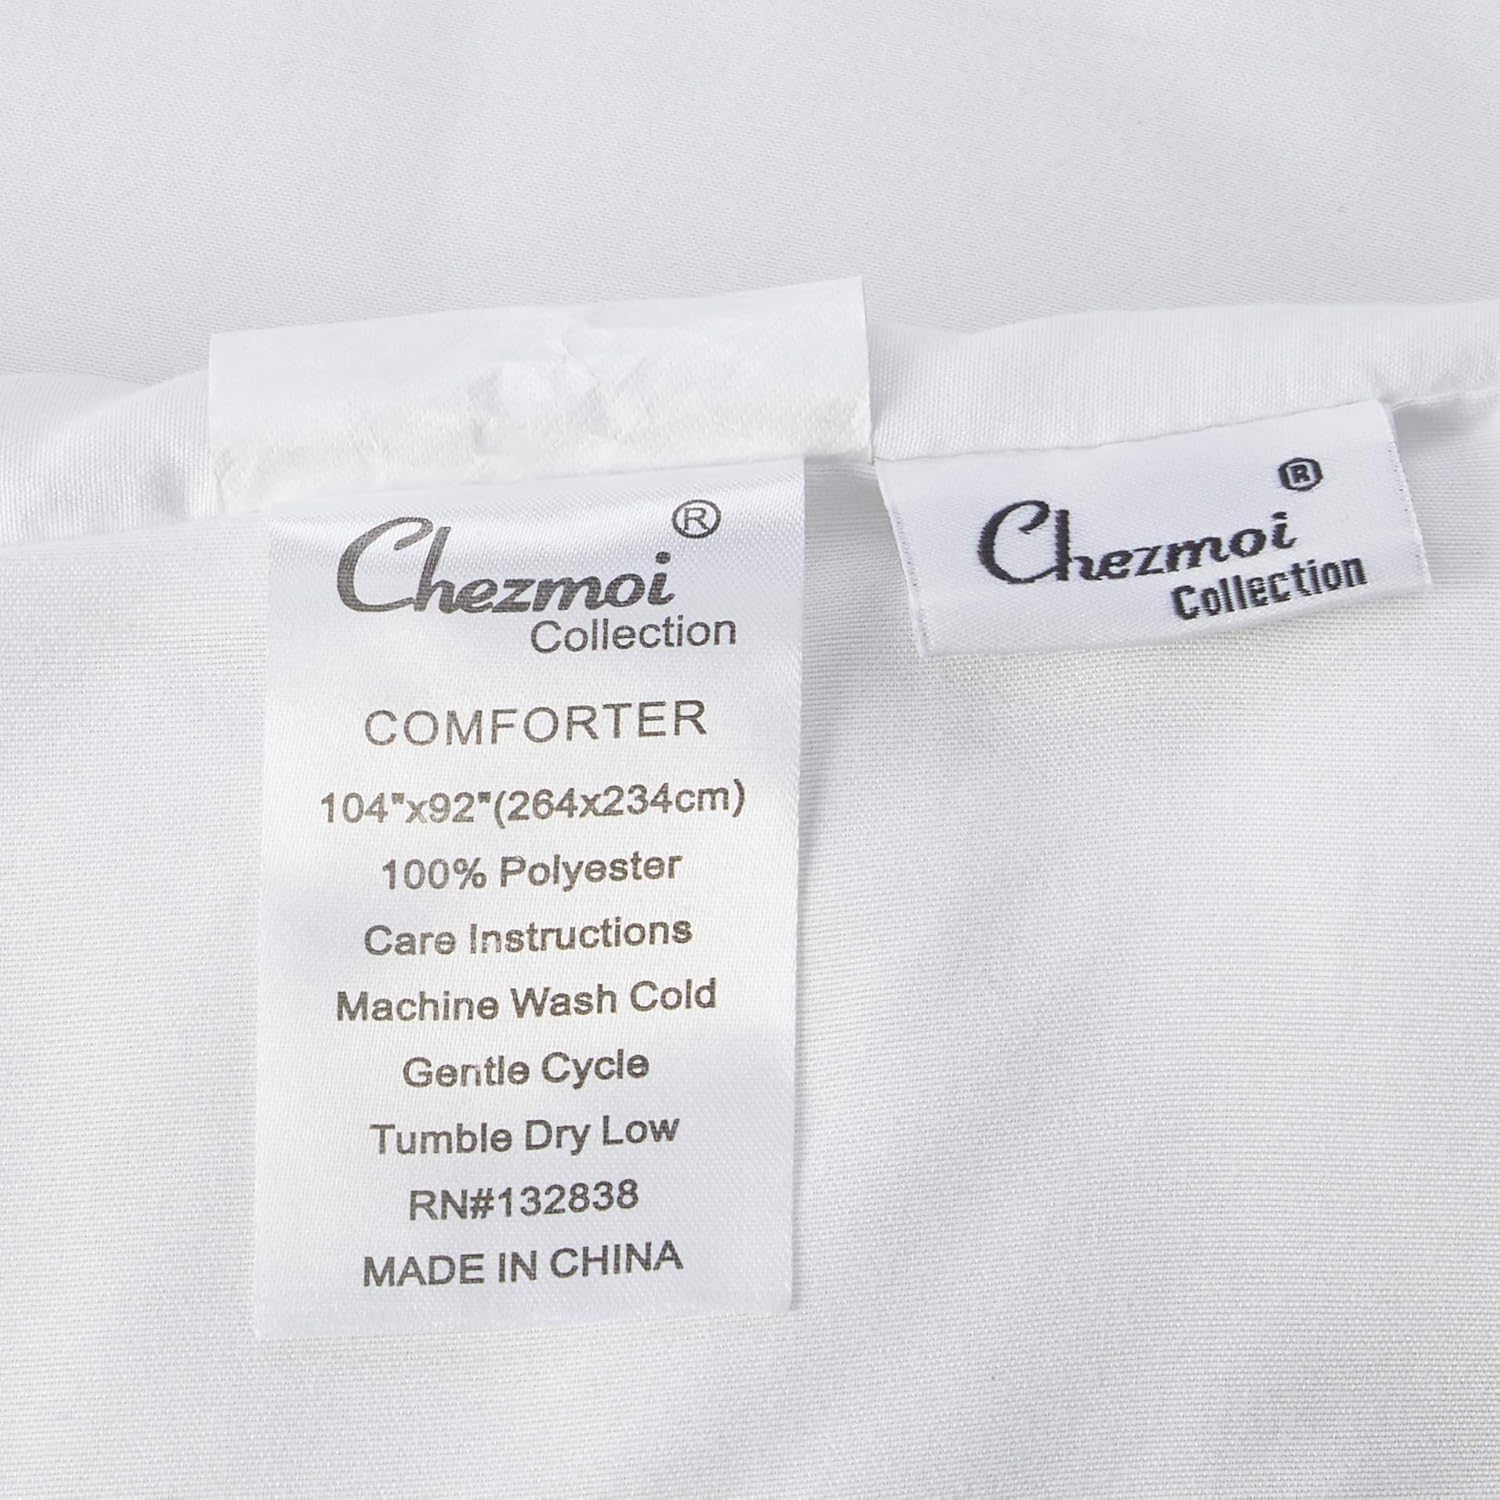 Chezmoi®
Collection
COMFORTER
104"x92"(264x234cm)
100% Polyester
Care Instructions
Machine Wash Cold
Gentle Cycle
Tumble Dry Low
RN#132838
MADE IN CHINA
Chezmoi®
Collection